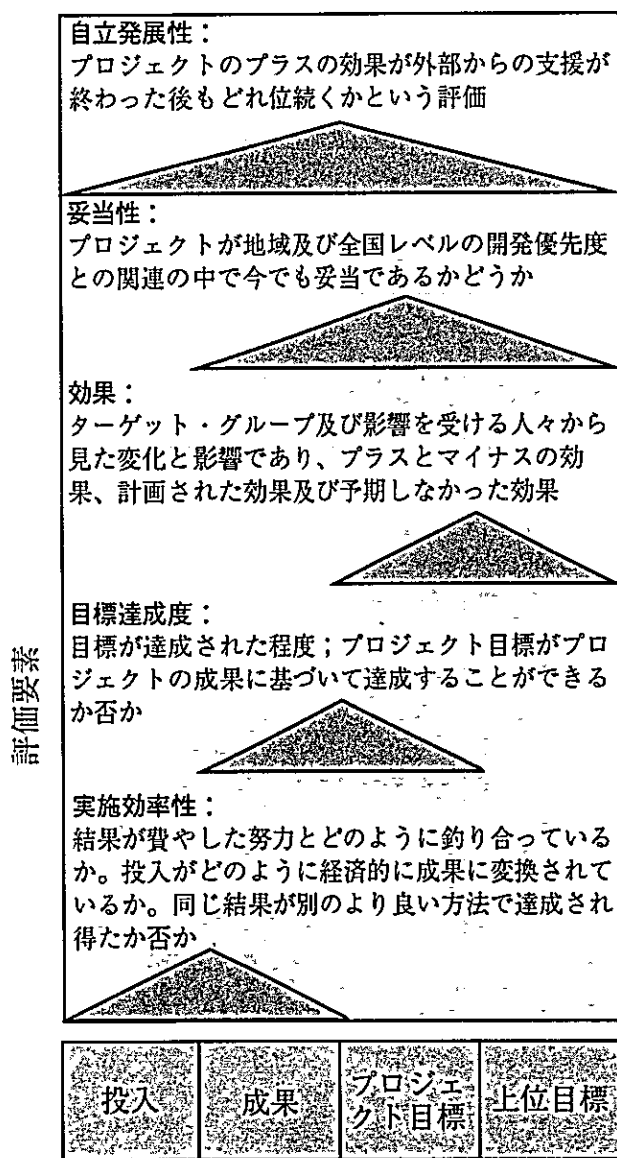 自立発展性：
プロジェクトのプラスの効果が外部からの支援が
終わった後もどれ位続くかという評価
妥当性：
プロジェクトが地域及び全国レベルの開発優先度
との関連の中で今でも妥当であるかどうか
効果：
ターゲット・グループ及び影響を受ける人々から
見た変化と影響であり、プラスとマイナスの効
果、計画された効果及び予期しなかった効果
目標達成度：
目標が達成された程度；プロジェクト目標がプロ
ジェクトの成果に基づいて達成することができる
か否か
実施効率性：
結果が費やした努力とどのように釣り合っている
か。投入がどのように経済的に成果に変換されて
いるか。同じ結果が別のより良い方法で達成され
得たか否か
評価要素
投入
成果
プロジェ
クト目標
上位目標